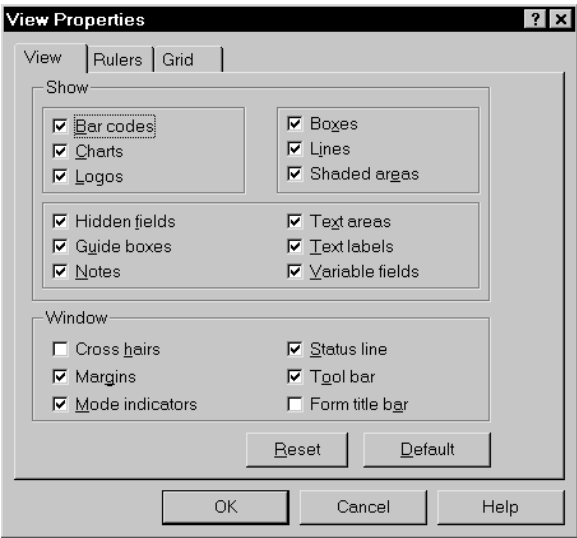 View Properties
View
Rulers
Grid
Show
Bar codes
Charts
Logos
Boxes
Lines
Shaded areas
Hidden fields
Guide boxes
Notes
Text areas
Text labels
Variable fields
Window
Cross hairs
Margins
Mode indicators
Status line
Tool bar
Form title bar
Reset
Default
OK
Cancel
Help